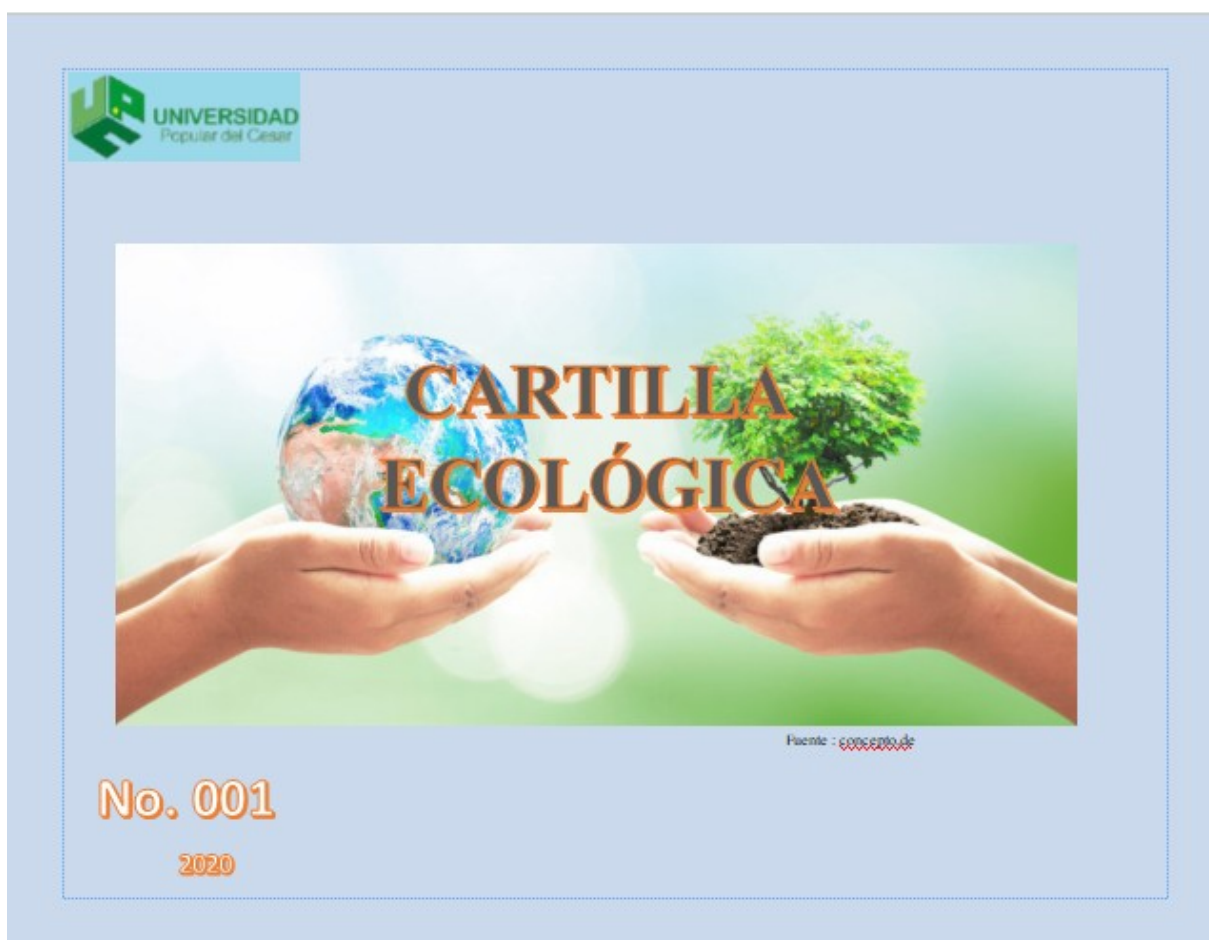 UNIVERSIDAD
Popular del Cesar
CARTILLA
ECOLÓGICA
Fuente : concepto.de
No. 001
2020